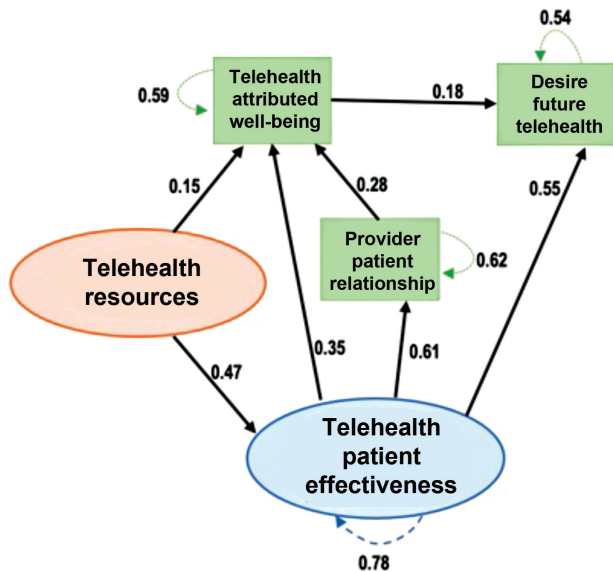 0.54
Telehealth
attributed
well-being
0.59
0.18
Desire
future
telehealth
0.15
0.28
0.55
Telehealth
resources
Provider
patient
relationship
0.62
0.47
0.35
0.61
Telehealth
patient
effectiveness
0.78